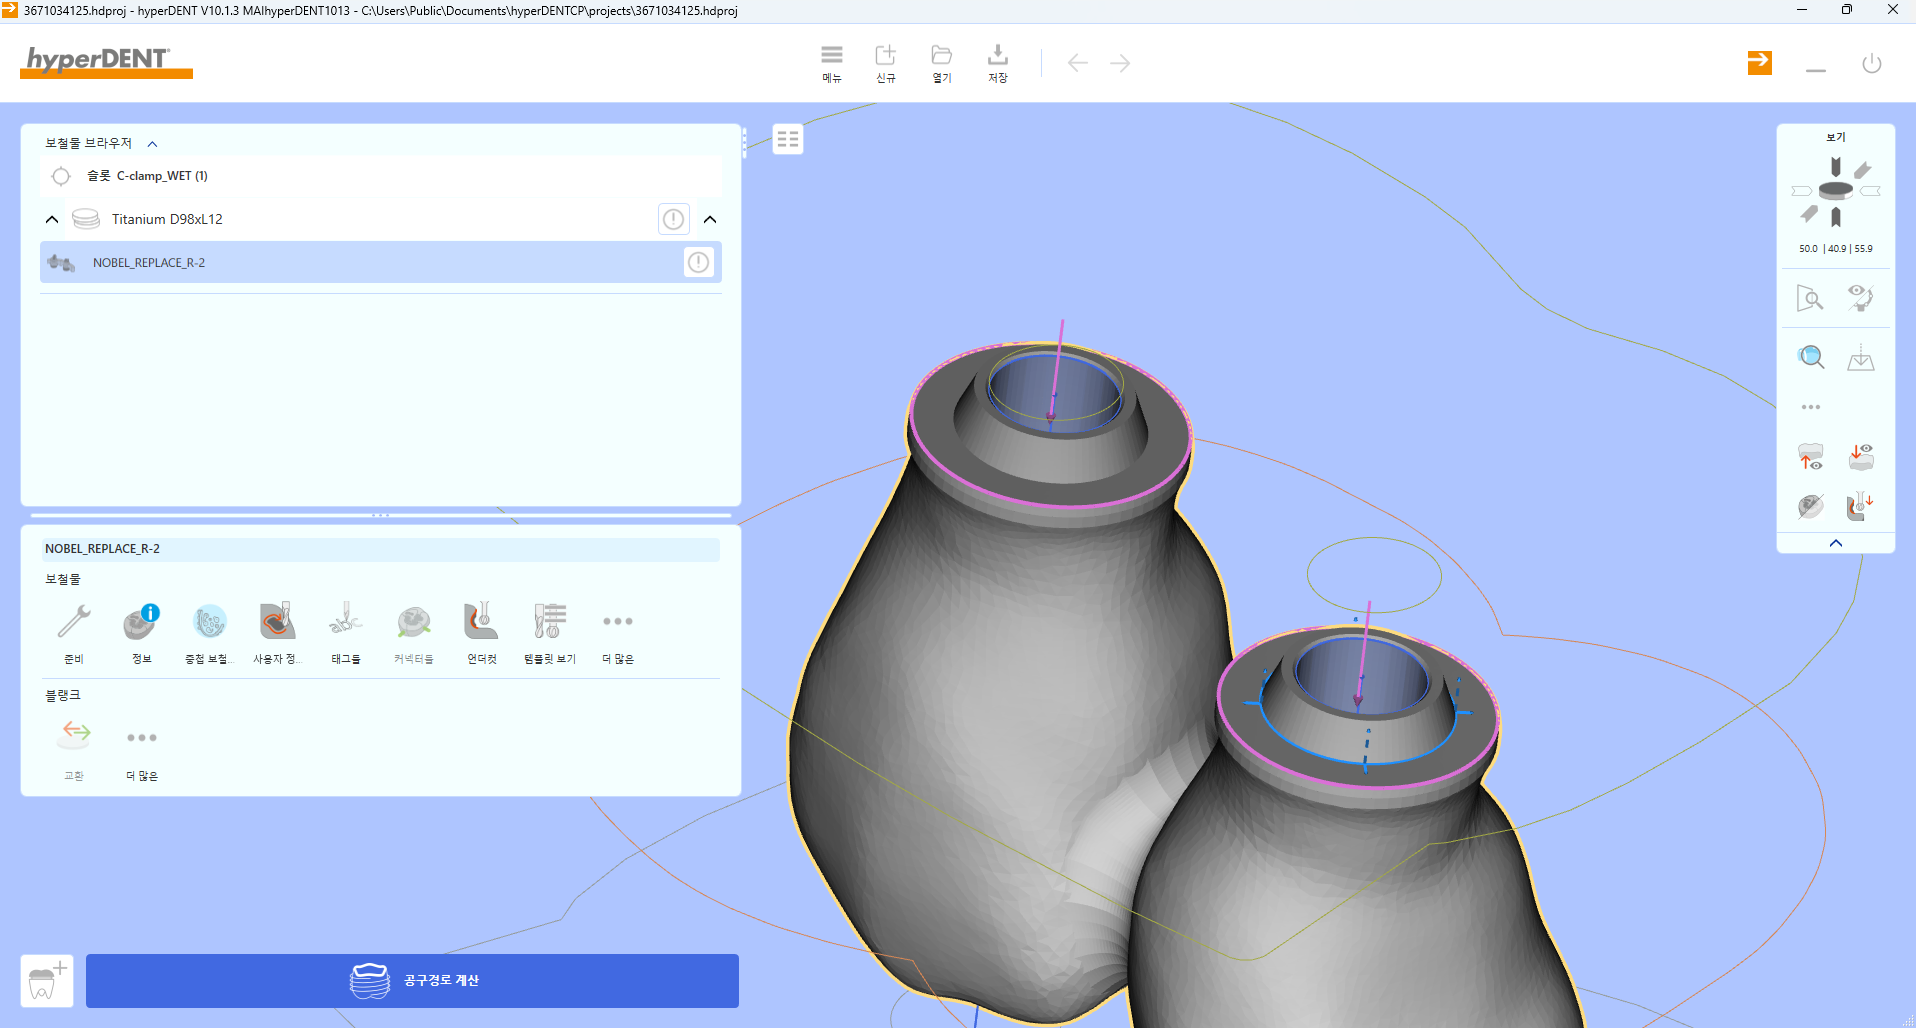 3671034125.hdproj - hyperDENT V10.1.3 MAIhyperDENT1013 - C:\Users\Public\Documents\hyperDENTCP\projects\3671034125.hdproj
hyperDENT
메뉴
신규
열기
저장
보철물 브라우저
슬롯 C-clamp_WET (1)
Titanium D98xL12
NOBEL_REPLACE_R-2
NOBEL_REPLACE_R-2
보철물
준비
정보
중첩 보철...
사용자 정...
태그들
커넥터들
언더컷
템플릿 보기
더 많은
블랭크
교환
더 많은
공구경로 계산
보기
50.0 | 40.9 | 55.9